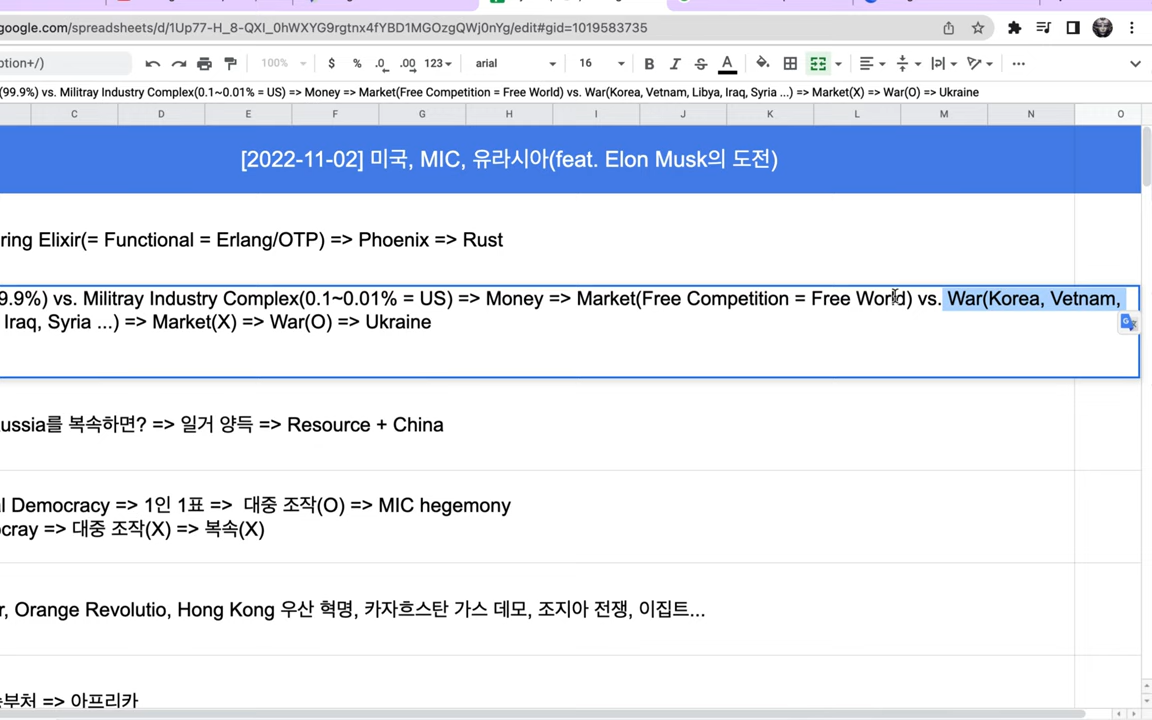 google.com/spreadsheets/d/1Up77-H_8-QXI_0hWXYG9rgtnx4fYBD1MGOzgQWj0nYg/edit#gid=1019583735
ption+/)
100%
$
%
.0
.00
123
arial
16
B
I
S
A
(99.9%) vs. Militray Industry Complex(0.1~0.01% = US) => Money => Market(Free Competition = Free World) vs. War(Korea, Vetnam, Libya, Iraq, Syria ...) => Market(X) => War(O) => Ukraine
C D E F G H I J K L M N O
[2022-11-02] 미국, MIC, 유라시아(feat. Elon Musk의 도전)
ring Elixir(= Functional = Erlang/OTP) => Phoenix => Rust
9.9%) vs. Militray Industry Complex(0.1~0.01% = US) => Money => Market(Free Competition = Free World) vs. War(Korea, Vetnam,
Iraq, Syria ...) => Market(X) => War(O) => Ukraine
ussia를 복속하면? => 일거 양득 => Resource + China
al Democracy => 1인 1표 => 대중 조작(O) => MIC hegemony
ocray => 대중 조작(X) => 복속(X)
r, Orange Revolutio, Hong Kong 우산 혁명, 카자흐스탄 가스 데모, 조지아 전쟁, 이집트...
승부처 => 아프리카